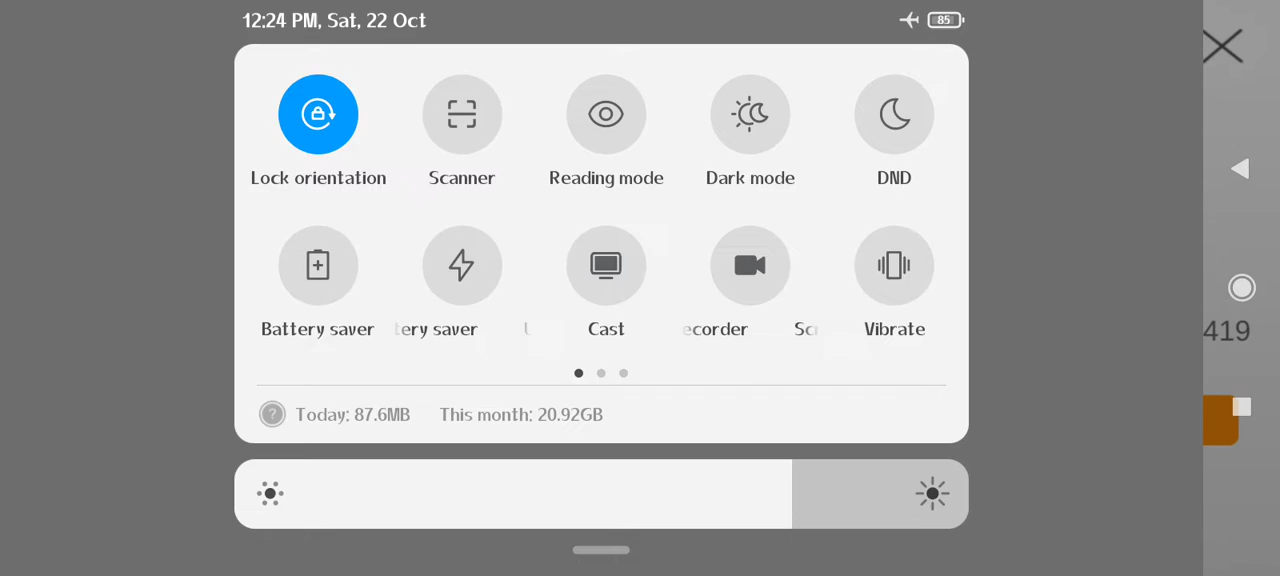 12:24 PM, Sat, 22 Oct
85
Lock orientation Scanner Reading mode Dark mode DND
Battery saver tery saver Cast ecorder Vibrate
Today: 87.6MB This month: 20.92GB
419